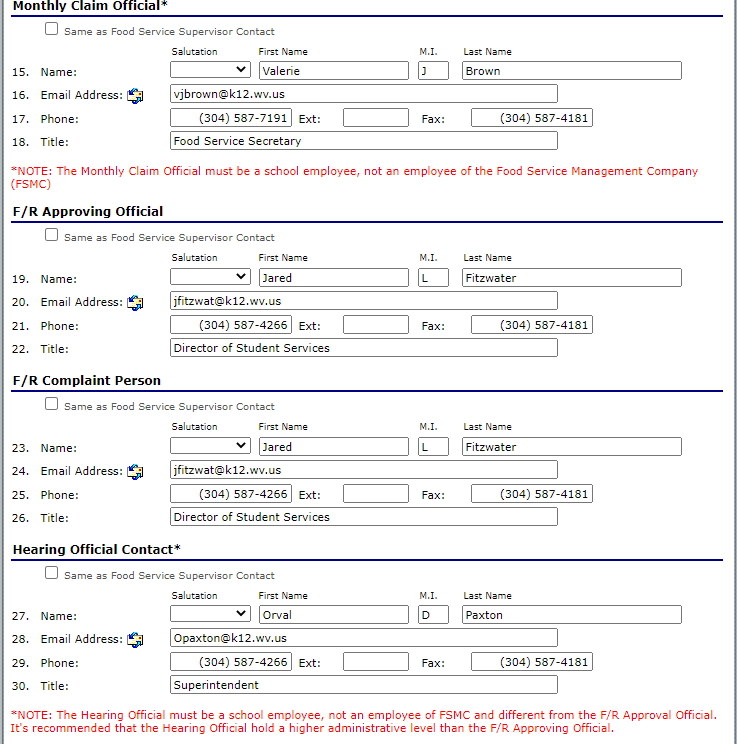 Monthly Claim Official*
Same as Food Service Supervisor Contact
Salutation First Name M.I. Last Name
15. Name: Valerie J Brown
16. Email Address: vjbrown@k12.wv.us
17. Phone: (304) 587-7191 Ext: Fax: (304) 587-4181
18. Title: Food Service Secretary
*NOTE: The Monthly Claim Official must be a school employee, not an employee of the Food Service Management Company
(FSMC)
F/R Approving Official
Same as Food Service Supervisor Contact
Salutation First Name M.I. Last Name
19. Name: Jared L Fitzwater
20. Email Address: jfitzwat@k12.wv.us
21. Phone: (304) 587-4266 Ext: Fax: (304) 587-4181
22. Title: Director of Student Services
F/R Complaint Person
Same as Food Service Supervisor Contact
Salutation First Name M.I. Last Name
23. Name: Jared L Fitzwater
24. Email Address: jfitzwat@k12.wv.us
25. Phone: (304) 587-4266 Ext: Fax: (304) 587-4181
26. Title: Director of Student Services
Hearing Official Contact*
Same as Food Service Supervisor Contact
Salutation First Name M.I. Last Name
27. Name: Orval D Paxton
28. Email Address: Opaxton@k12.wv.us
29. Phone: (304) 587-4266 Ext: Fax: (304) 587-4181
30. Title: Superintendent
*NOTE: The Hearing Official must be a school employee, not an employee of FSMC and different from the F/R Approval Official.
It's recommended that the Hearing Official hold a higher administrative level than the F/R Approving Official.